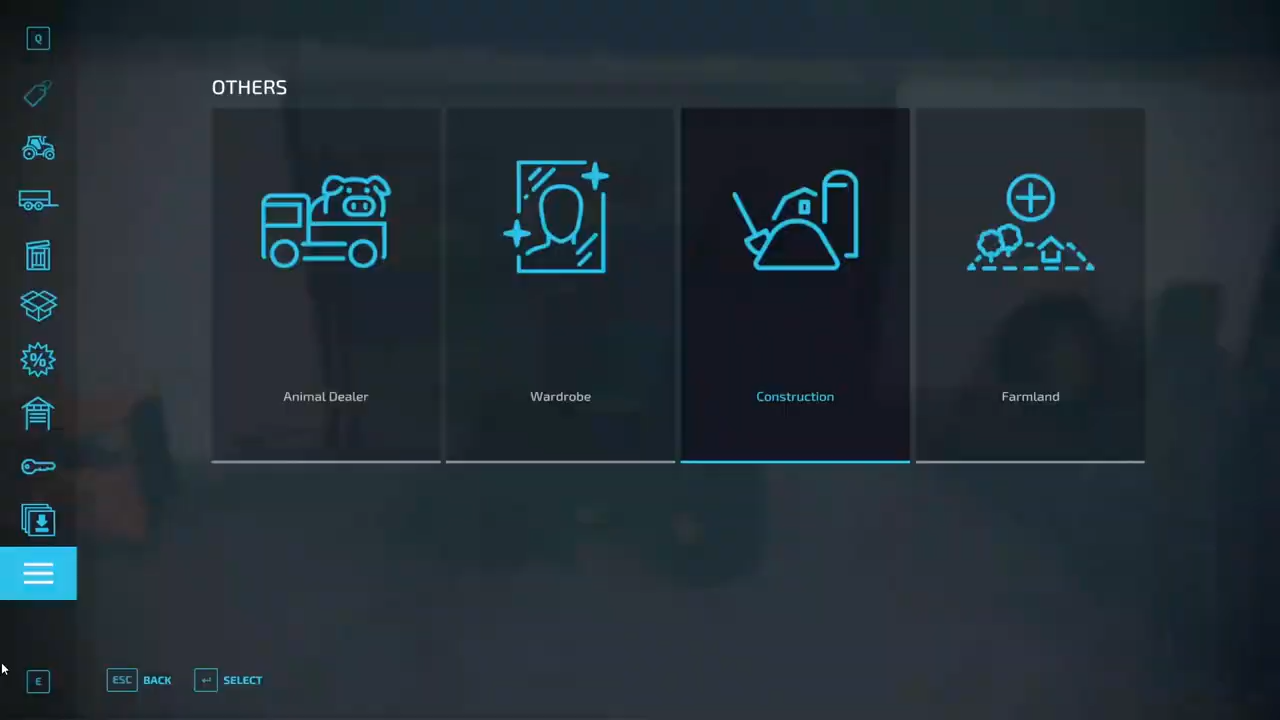 Q
OTHERS
Animal Dealer
Wardrobe
Construction
Farmland
%
E
ESC BACK
↵ SELECT